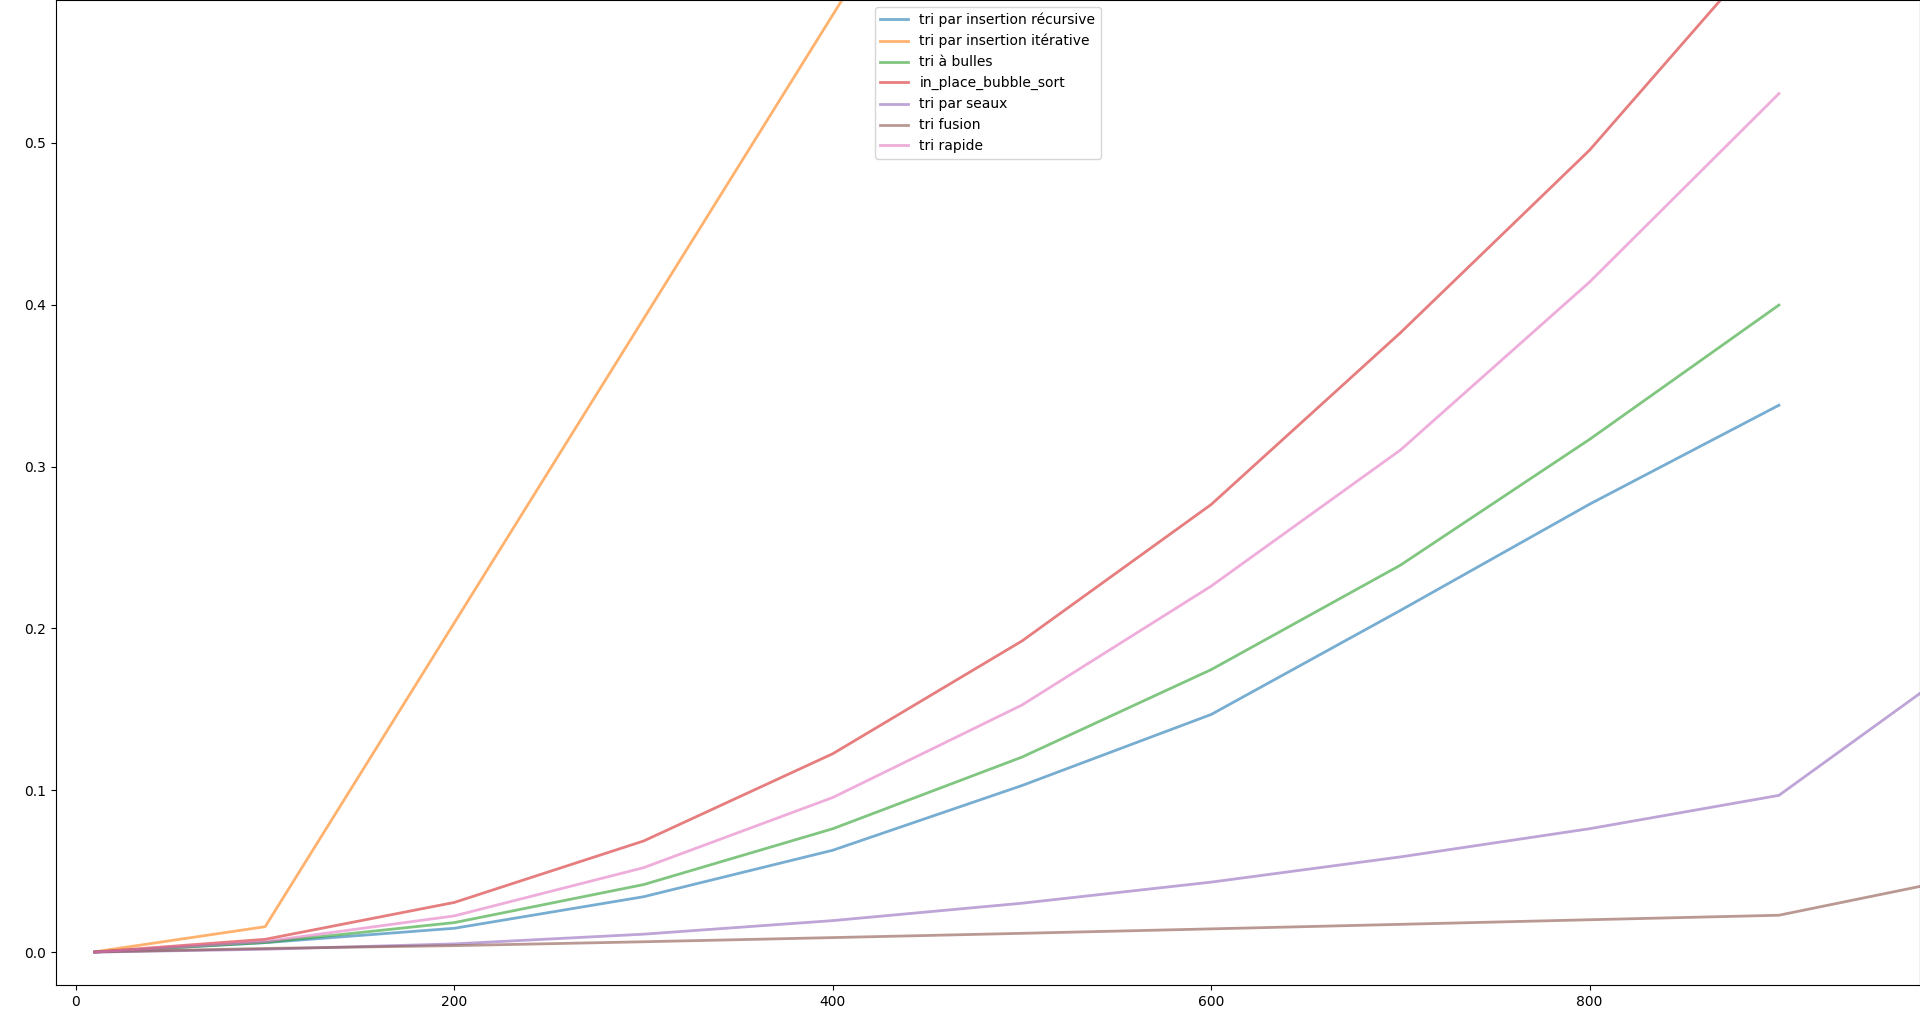 tri par insertion récursive
tri par insertion itérative
tri à bulles
in_place_bubble_sort
tri par seaux
tri fusion
tri rapide
0.5
0.4
0.3
0.2
0.1
0.0
0 200 400 600 800